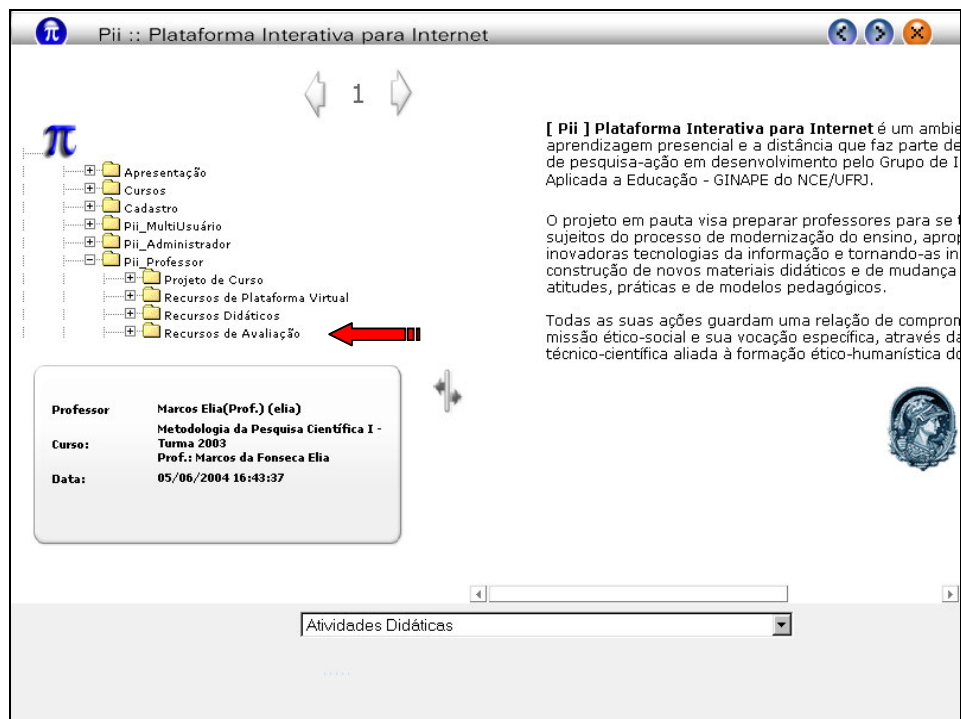 π Pii :: Plataforma Interativa para Internet
1
π
Apresentação
Cursos
Cadastro
Pii_MultiUsuário
Pii_Administrador
Pii_Professor
Projeto de Curso
Recursos de Plataforma Virtual
Recursos Didáticos
Recursos de Avaliação
Professor Marcos Elia(Prof.) (elia)
Curso: Metodologia da Pesquisa Científica I -
Turma 2003
Prof.: Marcos da Fonseca Elia
Data: 05/06/2004 16:43:37
[ Pii ] Plataforma Interativa para Internet é um ambie
aprendizagem presencial e a distância que faz parte de
de pesquisa-ação em desenvolvimento pelo Grupo de I
Aplicada a Educação - GINAPE do NCE/UFRJ.
O projeto em pauta visa preparar professores para se t
sujeitos do processo de modernização do ensino, aprop
inovadoras tecnologias da informação e tornando-as in
construção de novos materiais didáticos e de mudança
atitudes, práticas e de modelos pedagógicos.
Todas as suas ações guardam uma relação de compron
missão ético-social e sua vocação específica, através da
técnico-científica aliada à formação ético-humanística do
Atividades Didáticas
.....